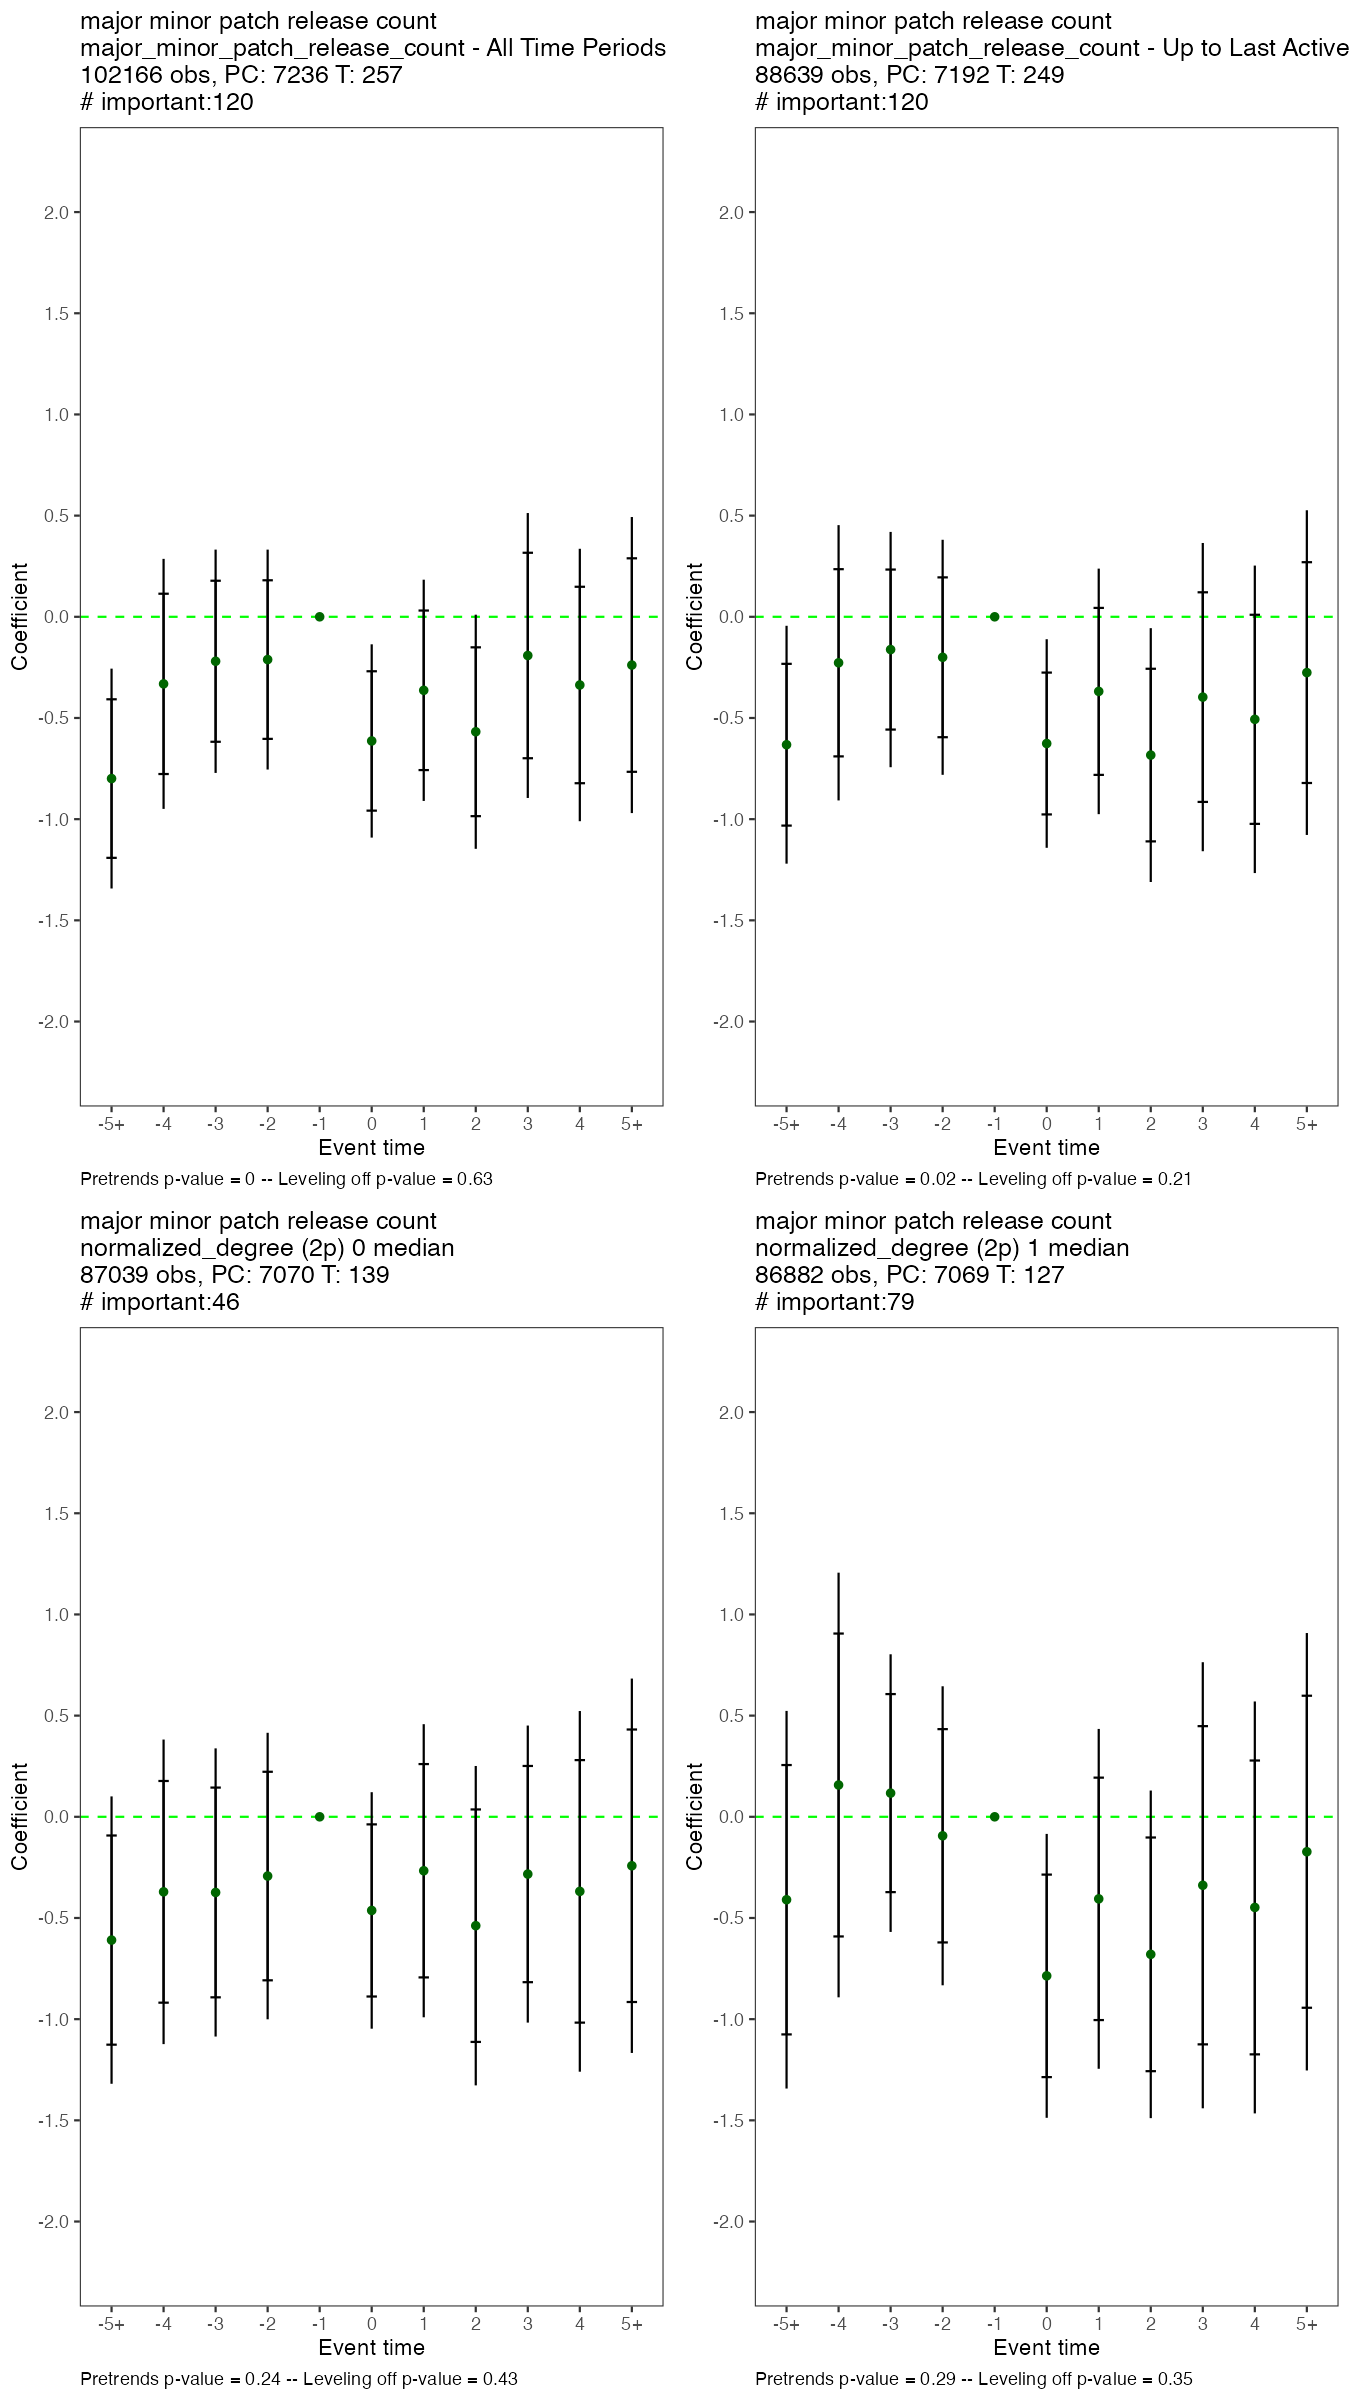 major minor patch release count
major_minor_patch_release_count - All Time Periods
102166 obs, PC: 7236 T: 257
# important:120
2.0
1.5
1.0
0.5
0.0
-0.5
-1.0
-1.5
-2.0
Coefficient
-5+ -4 -3 -2 -1 0 1 2 3 4 5+
Event time
Pretrends p-value = 0 -- Leveling off p-value = 0.63
major minor patch release count
major_minor_patch_release_count - Up to Last Active
88639 obs, PC: 7192 T: 249
# important:120
2.0
1.5
1.0
0.5
0.0
-0.5
-1.0
-1.5
-2.0
Coefficient
-5+ -4 -3 -2 -1 0 1 2 3 4 5+
Event time
Pretrends p-value = 0.02 -- Leveling off p-value = 0.21
major minor patch release count
normalized_degree (2p) 0 median
87039 obs, PC: 7070 T: 139
# important:46
2.0
1.5
1.0
0.5
0.0
-0.5
-1.0
-1.5
-2.0
Coefficient
-5+ -4 -3 -2 -1 0 1 2 3 4 5+
Event time
Pretrends p-value = 0.24 -- Leveling off p-value = 0.43
major minor patch release count
normalized_degree (2p) 1 median
86882 obs, PC: 7069 T: 127
# important:79
2.0
1.5
1.0
0.5
0.0
-0.5
-1.0
-1.5
-2.0
Coefficient
-5+ -4 -3 -2 -1 0 1 2 3 4 5+
Event time
Pretrends p-value = 0.29 -- Leveling off p-value = 0.35